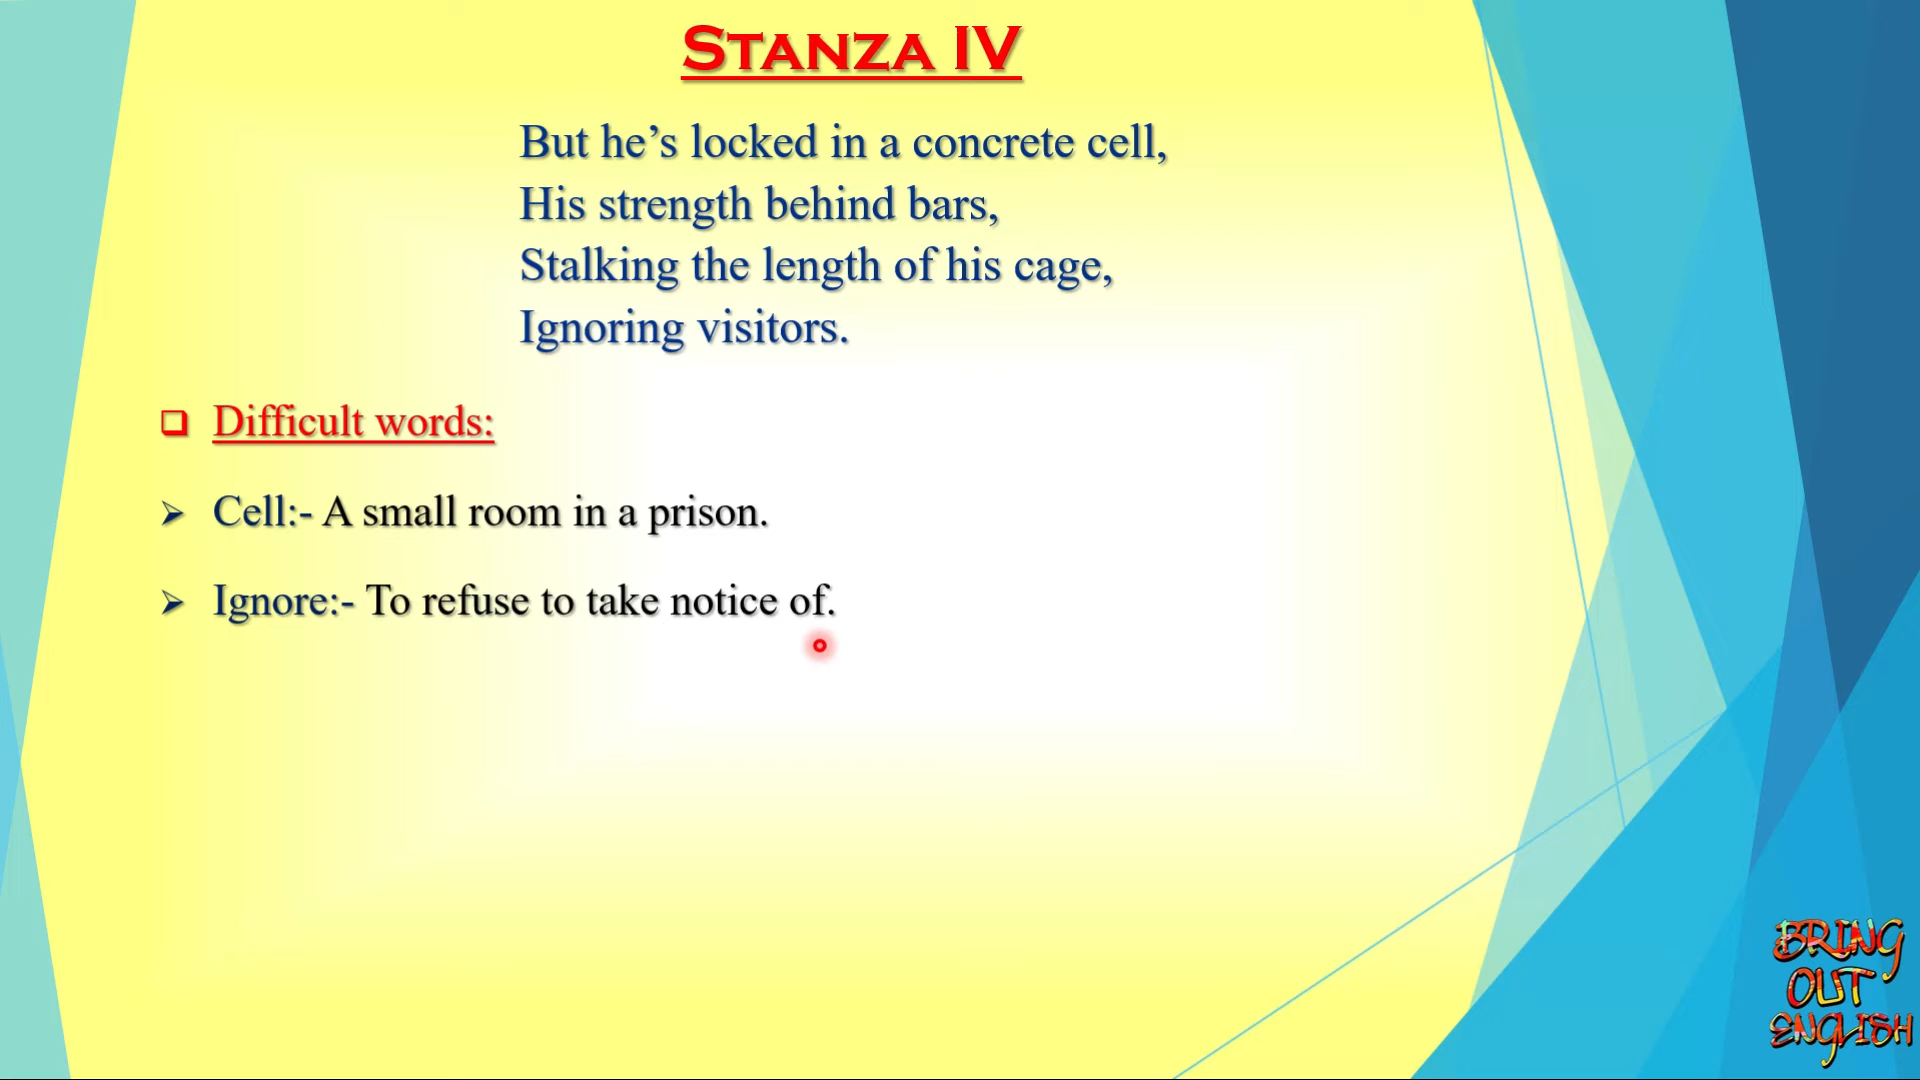 STANZA IV
But he’s locked in a concrete cell,
His strength behind bars,
Stalking the length of his cage,
Ignoring visitors.
Difficult words:
Cell:- A small room in a prison.
Ignore:- To refuse to take notice of.
BRING
OUT
ENGLISH